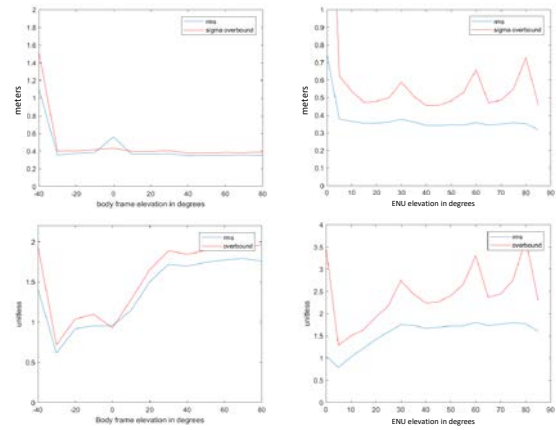 2
1.8
1.6
1.4
1.2
1
0.8
0.6
0.4
0.2
0
meters
rms
sigma overbound
-40 -20 0 20 40 60 80
body frame elevation in degrees
1
0.9
0.8
0.7
0.6
0.5
0.4
0.3
0.2
0.1
0
meters
rms
sigma overbound
0 10 20 30 40 50 60 70 80 90
ENU elevation in degrees
2
1.5
1
0.5
0
unitless
rms
overbound
-40 -20 0 20 40 60 80
Body frame elevation in degrees
4
3.5
3
2.5
2
1.5
1
0.5
0
unitless
rms
overbound
0 10 20 30 40 50 60 70 80 90
ENU elevation in degrees